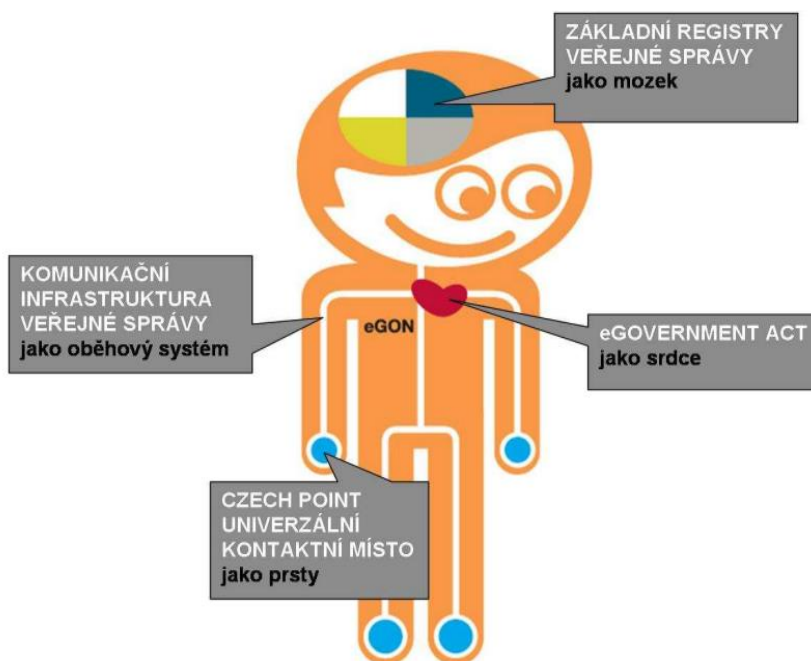 ZÁKLADNÍ REGISTRY
VEŘEJNÉ SPRÁVY
jako mozek
KOMUNIKAČNÍ
INFRASTRUKTURA
VEŘEJNÉ SPRÁVY
jako oběhový systém
eGON
eGOVERNMENT ACT
jako srdce
CZECH POINT
UNIVERZÁLNÍ
KONTAKTNÍ MÍSTO
jako prsty